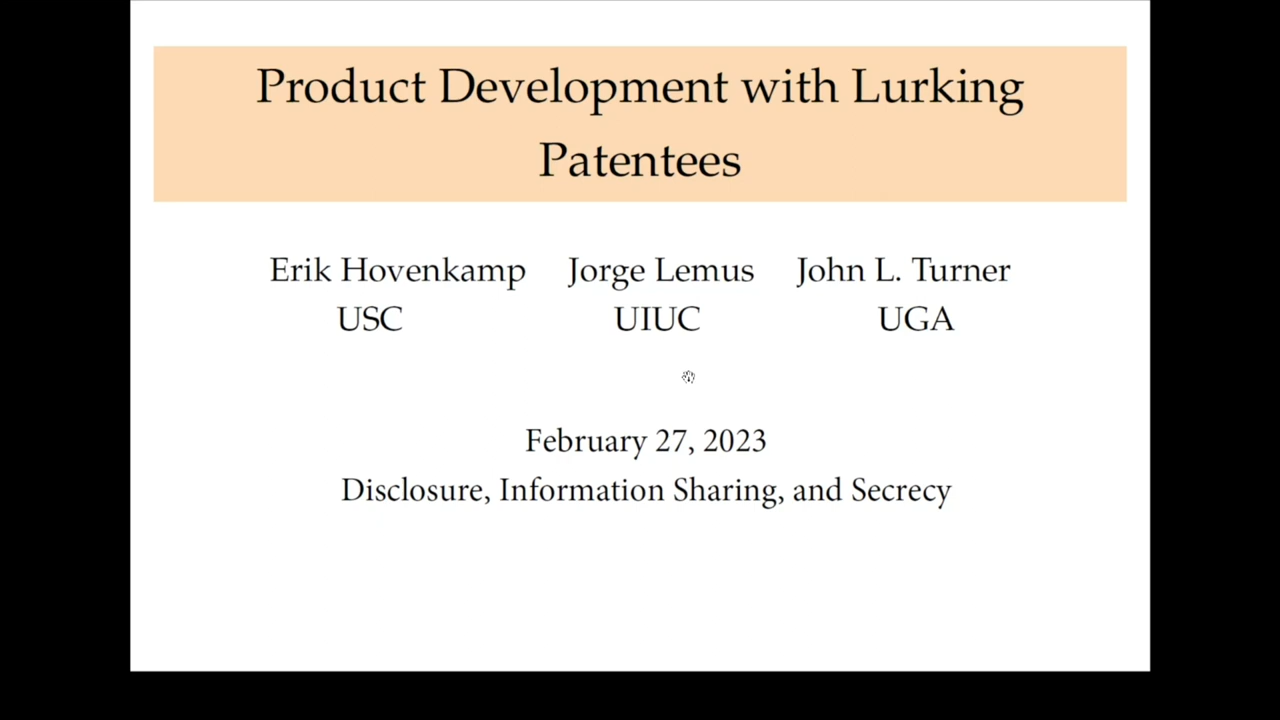 Product Development with Lurking
Patentees
Erik Hovenkamp Jorge Lemus John L. Turner
USC UIUC UGA
February 27, 2023
Disclosure, Information Sharing, and Secrecy